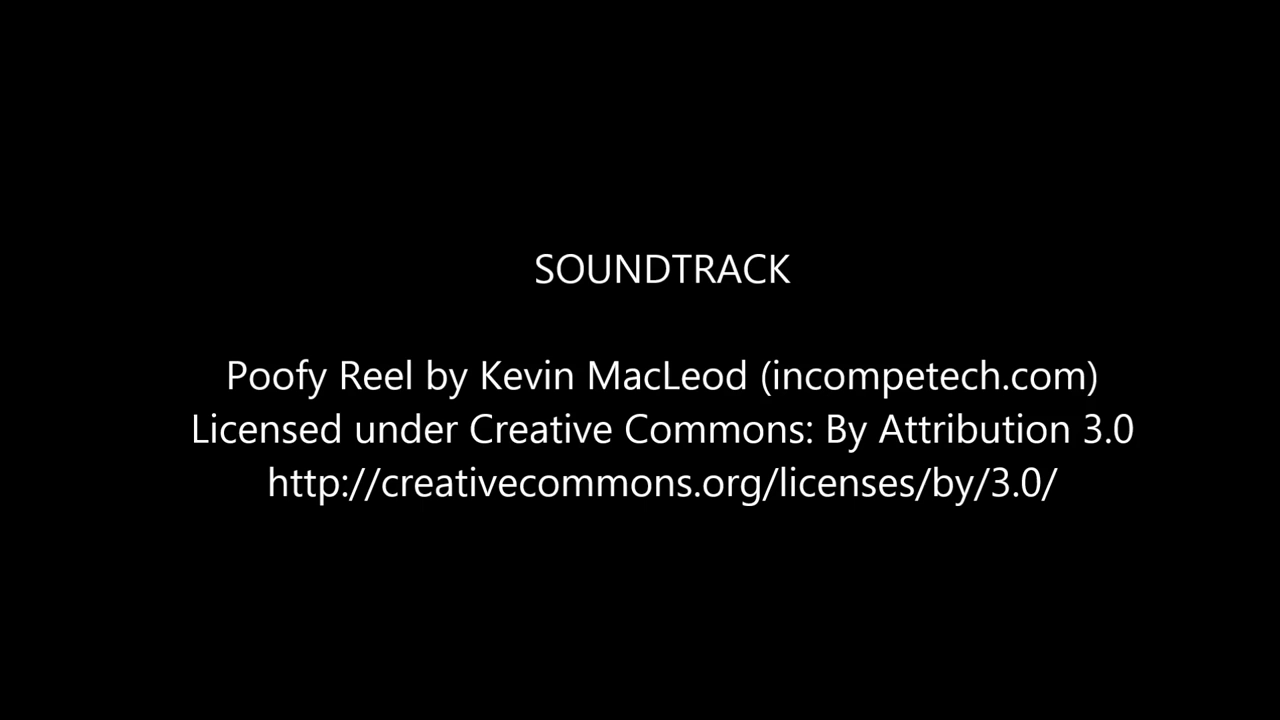 SOUNDTRACK
Poofy Reel by Kevin MacLeod (incompetech.com)
Licensed under Creative Commons: By Attribution 3.0
http://creativecommons.org/licenses/by/3.0/